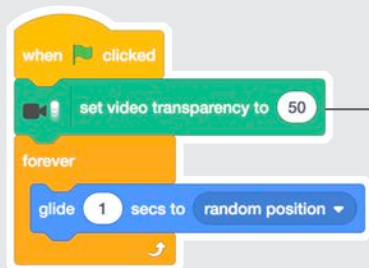 when clicked
set video transparency to 50
forever
glide 1 secs to random position